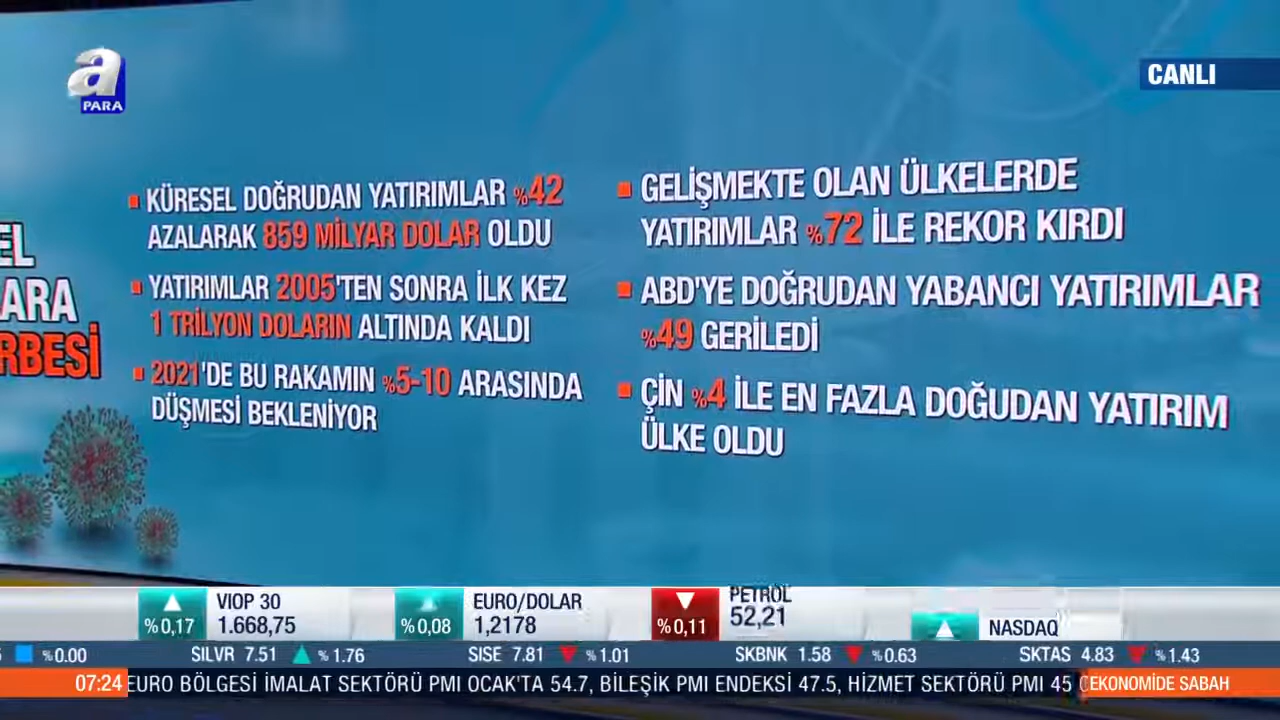 a
PARA
CANLI
EL
ARA
RBESİ
KÜRESEL DOĞRUDAN YATIRIMLAR %42
AZALARAK 859 MİLYAR DOLAR OLDU
YATIRIMLAR 2005'TEN SONRA İLK KEZ
1 TRİLYON DOLARIN ALTINDA KALDI
2021'DE BU RAKAMIN %5-10 ARASINDA
DÜŞMESİ BEKLENİYOR
GELİŞMEKTE OLAN ÜLKELERDE
YATIRIMLAR %72 İLE REKOR KIRDI
ABD'YE DOĞRUDAN YABANCI YATIRIMLAR
%49 GERİLEDİ
ÇİN %4 İLE EN FAZLA DOĞUDAN YATIRIM
ÜLKE OLDU
%0,17 VIOP 30 1.668,75
%0,08 EURO/DOLAR 1,2178
%0,11 PETROL 52,21
NASDAQ
%0.00 SILVR 7.51 %1.76 SISE 7.81 %1.01 SKBNK 1.58 %0.63 SKTAS 4.83 %1.43
07:24 EURO BÖLGESİ İMALAT SEKTÖRÜ PMI OCAK'TA 54.7, BİLEŞİK PMI ENDEKSİ 47.5, HİZMET SEKTÖRÜ PMI 45 EKONOMİDE SABAH